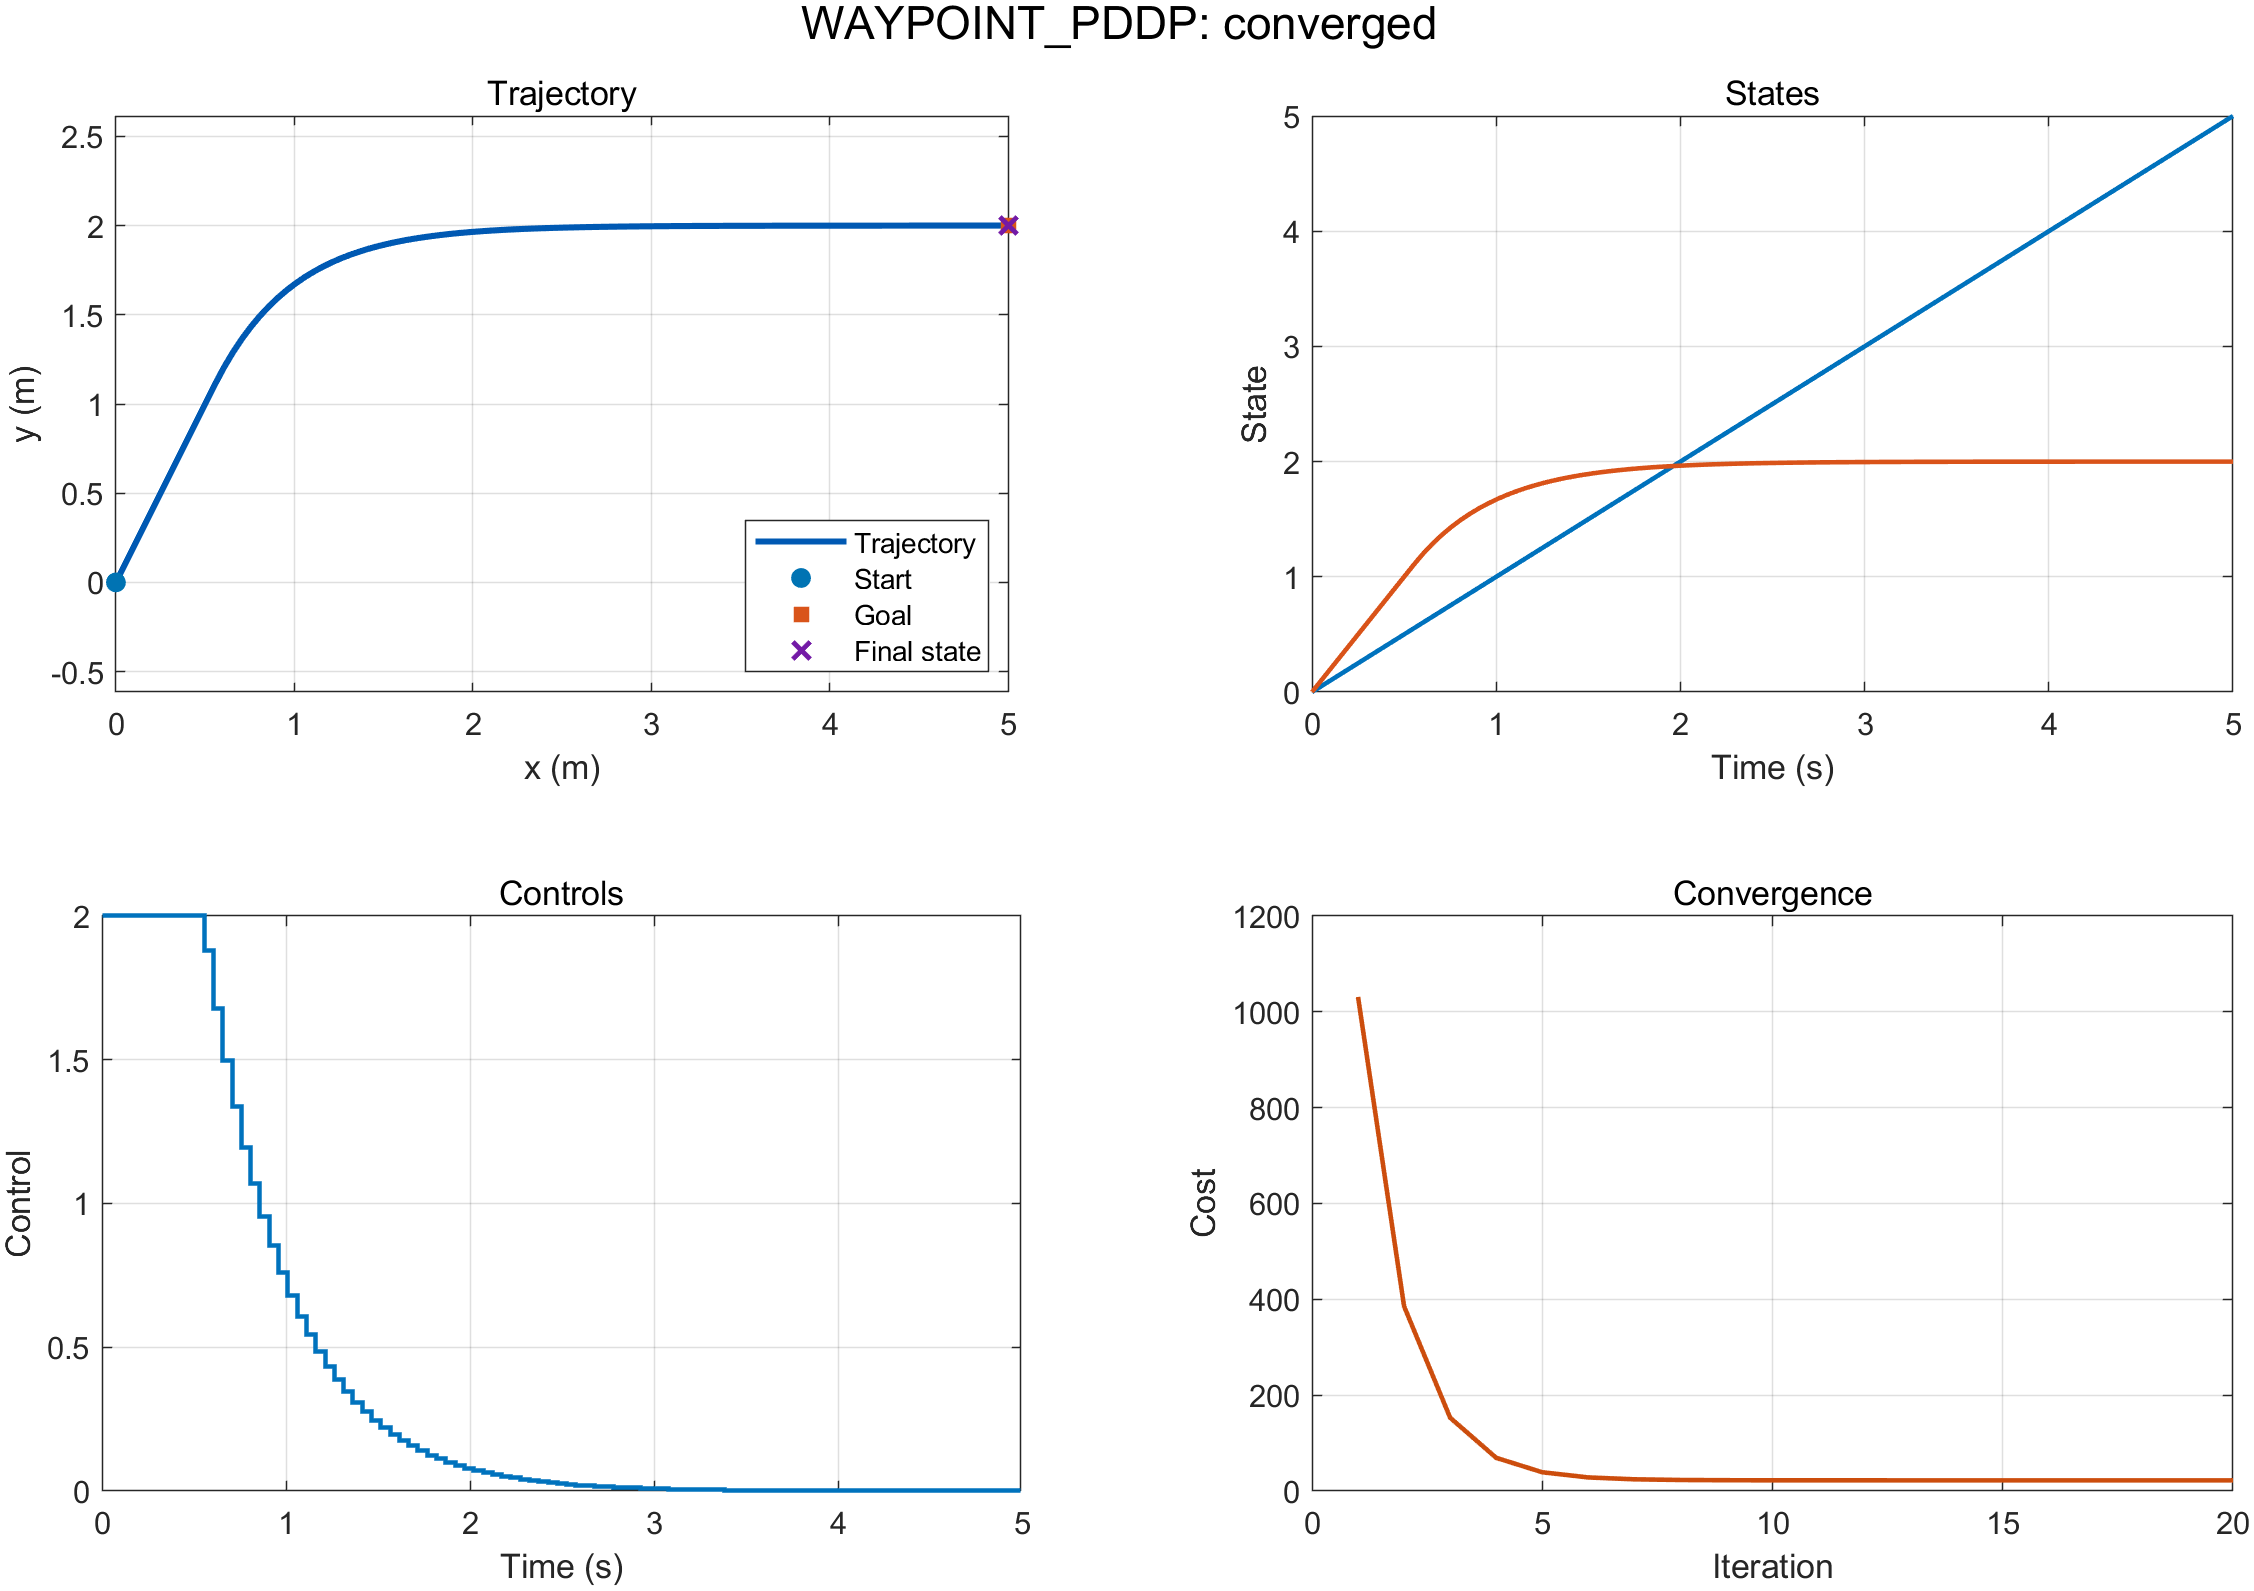 WAYPOINT_PDDP: converged
Trajectory
2.5
2
1.5
1
0.5
0
-0.5
y (m)
0 1 2 3 4 5
x (m)
Trajectory
Start
Goal
Final state
States
5
4
3
2
1
0
State
0 1 2 3 4 5
Time (s)
Controls
2
1.5
1
0.5
0
Control
0 1 2 3 4 5
Time (s)
Convergence
1200
1000
800
600
400
200
0
Cost
0 5 10 15 20
Iteration